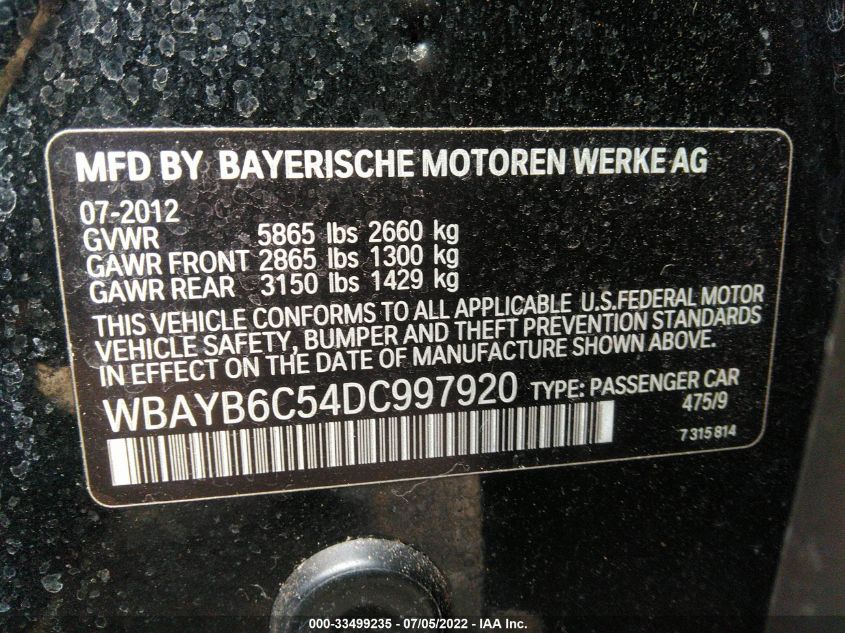 MFD BY BAYERISCHE MOTOREN WERKE AG
07-2012
GVWR 5865 lbs 2660 kg
GAWR FRONT 2865 lbs 1300 kg
GAWR REAR 3150 lbs 1429 kg
THIS VEHICLE CONFORMS TO ALL APPLICABLE U.S.FEDERAL MOTOR
VEHICLE SAFETY, BUMPER AND THEFT PREVENTION STANDARDS
IN EFFECT ON THE DATE OF MANUFACTURE SHOWN ABOVE.
WBAYB6C54DC997920 TYPE: PASSENGER CAR
475/9
7 315 814
000-33499235 - 07/05/2022 - IAA Inc.